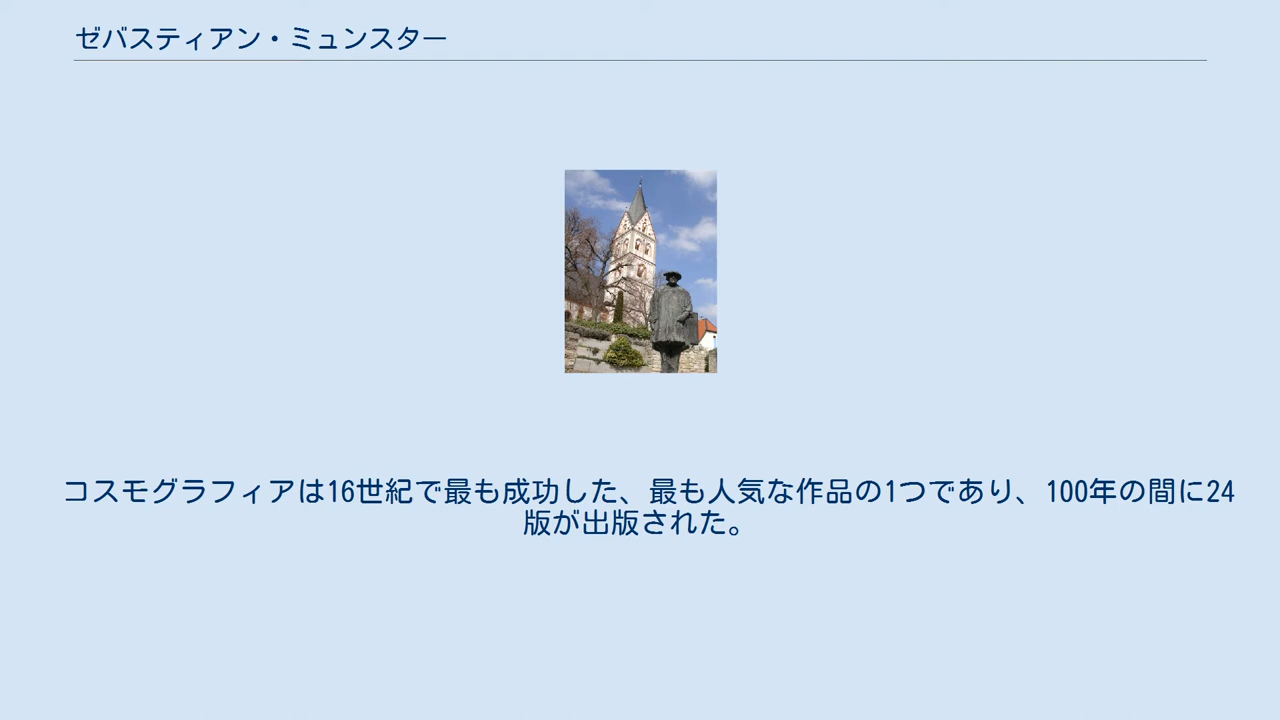 ゼバスティアン・ミュンスター
コスモグラフィアは16世紀で最も成功した、最も人気な作品の1つであり、100年の間に24
版が出版された。